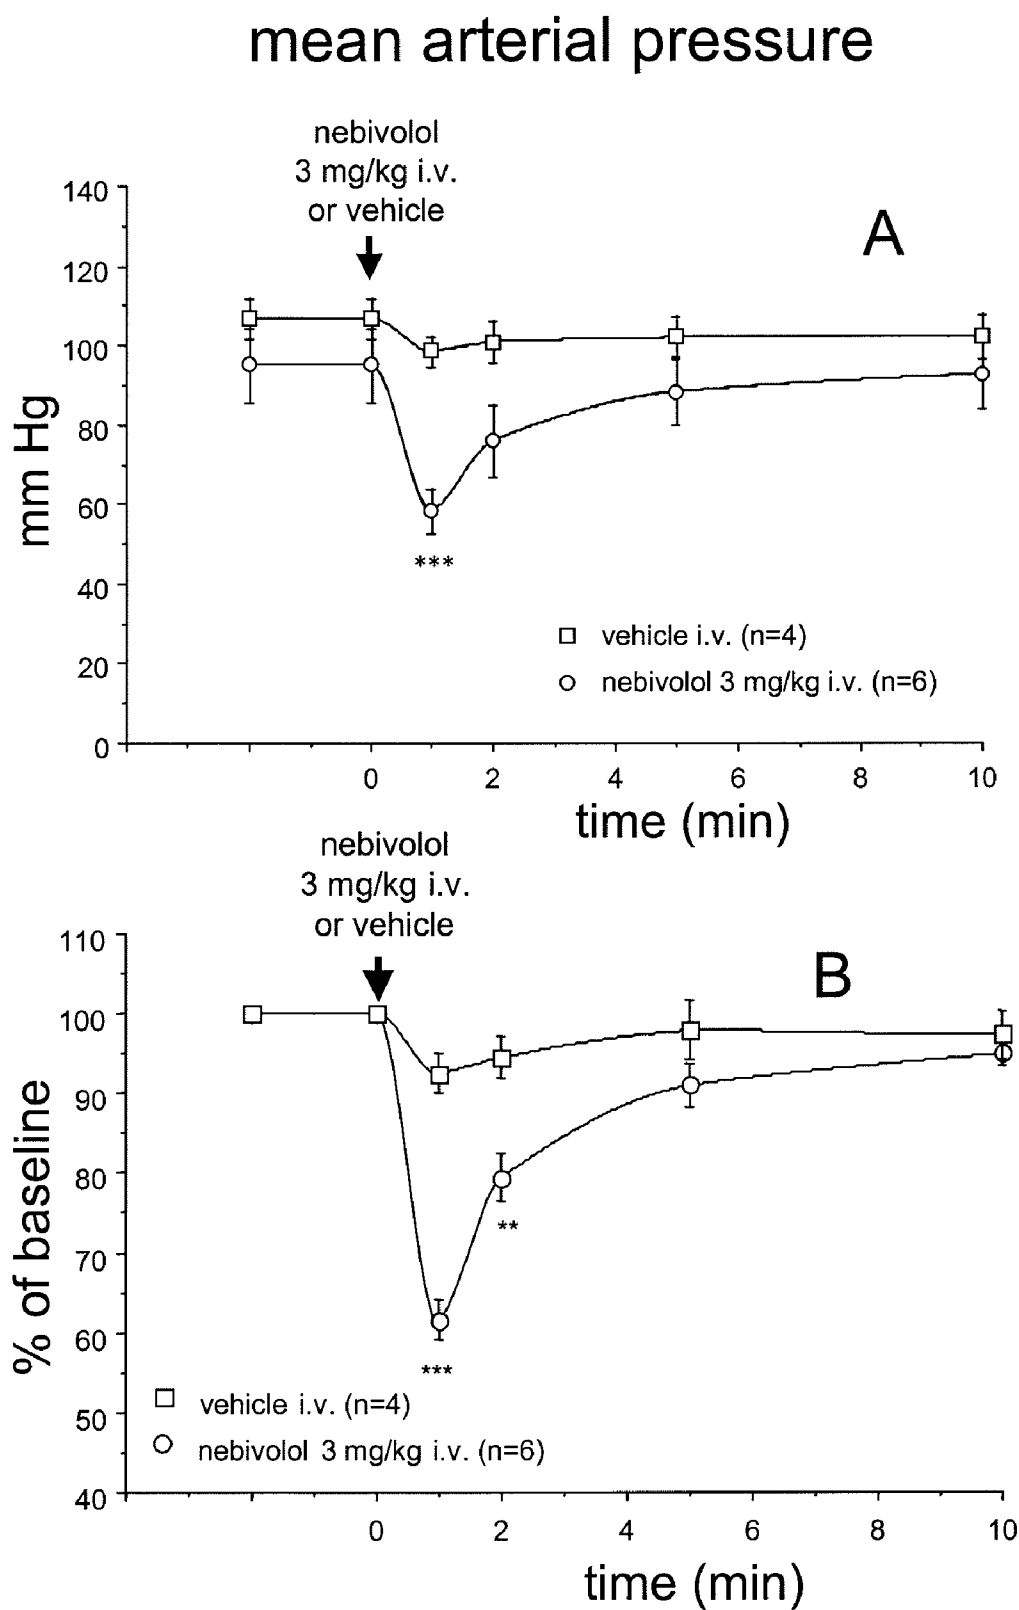 mean arterial pressure
nebivolol
3 mg/kg i.v.
or vehicle
A
140
120
100
80
60
40
20
0
mm Hg
***
vehicle i.v. (n=4)
nebivolol 3 mg/kg i.v. (n=6)
0 2 4 6 8 10
time (min)
nebivolol
3 mg/kg i.v.
or vehicle
B
110
100
90
80
70
60
50
40
% of baseline
**
***
vehicle i.v. (n=4)
nebivolol 3 mg/kg i.v. (n=6)
0 2 4 6 8 10
time (min)